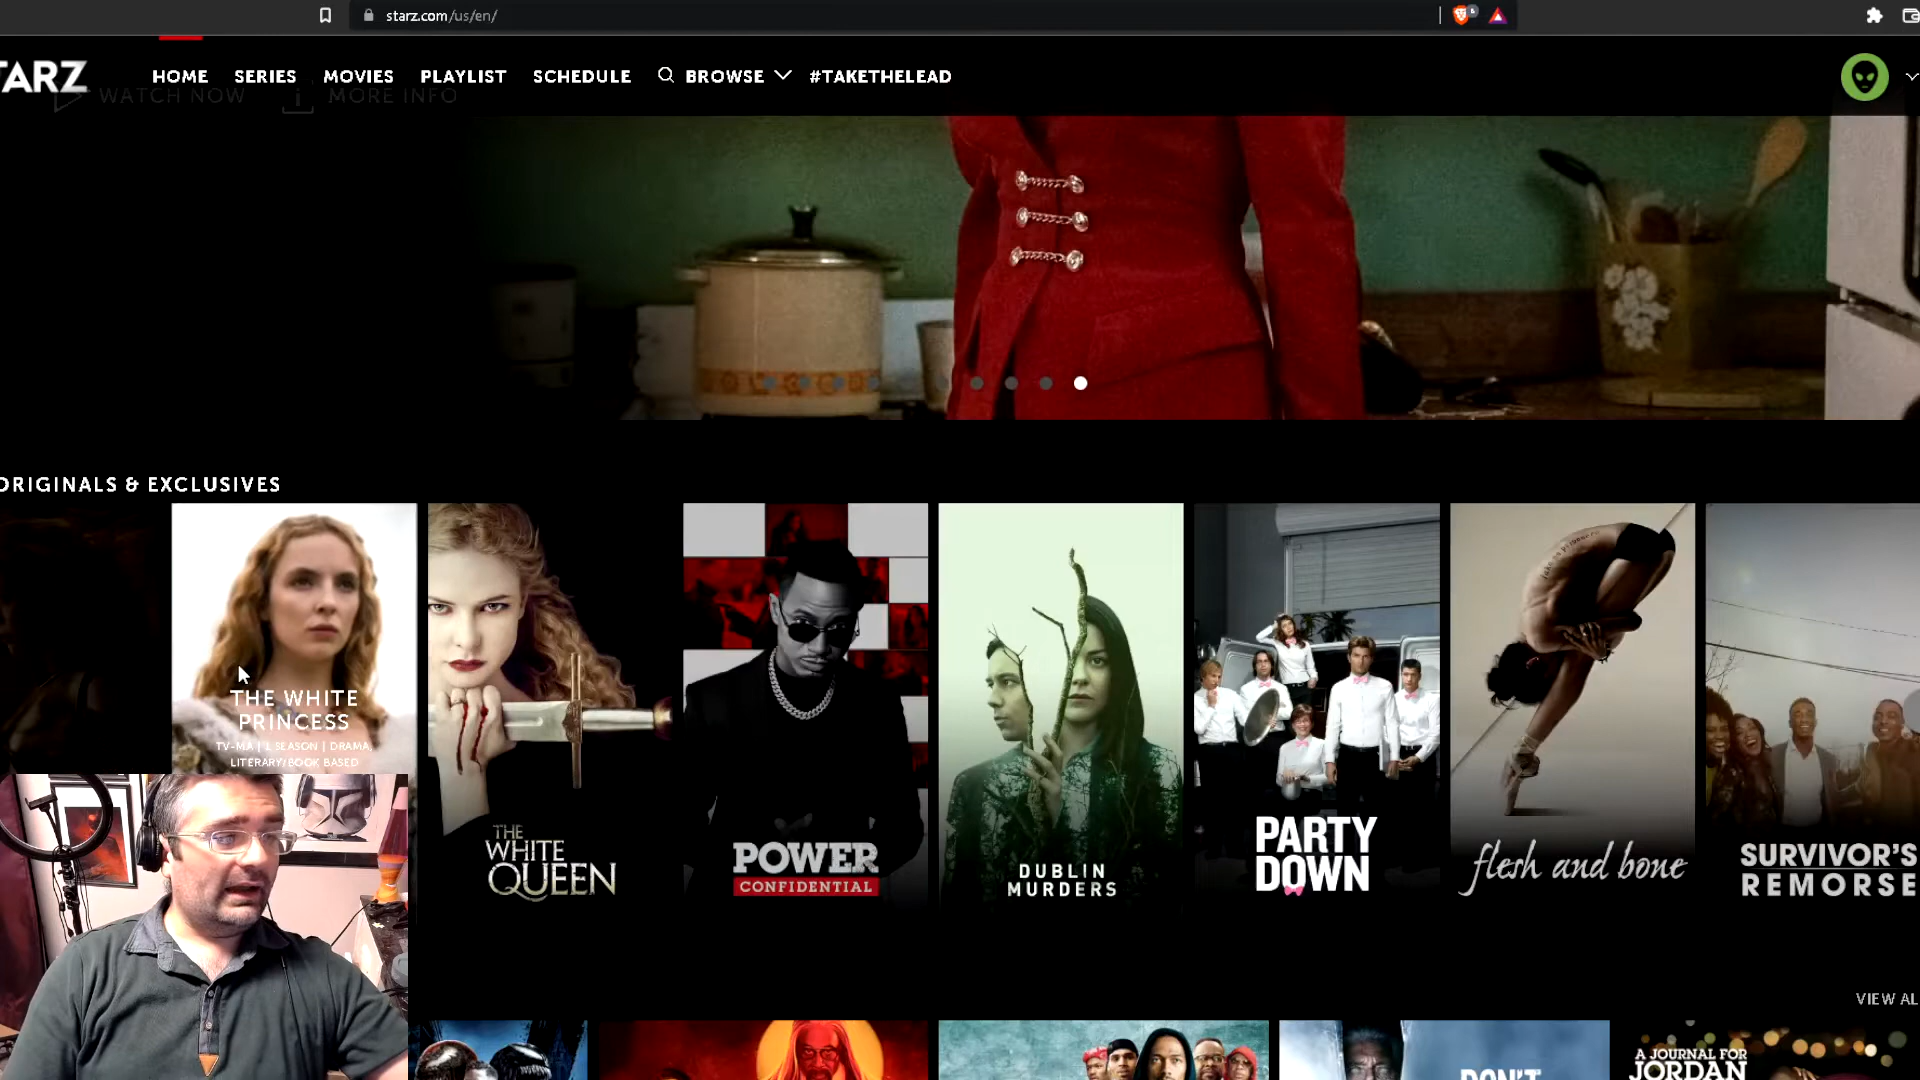 starz.com/us/en/
TARZ
HOME
SERIES
MOVIES
PLAYLIST
SCHEDULE
BROWSE
#TAKETHELEAD
WATCH NOW
MORE INFO
ORIGINALS & EXCLUSIVES
THE WHITE
PRINCESS
TV-MA | 1 SEASON | DRAMA,
LITERARY/BOOK BASED
THE
WHITE
QUEEN
POWER
CONFIDENTIAL
DUBLIN
MURDERS
PARTY
DOWN
flesh and bone
SURVIVOR'S
REMORSE
VIEW AL
DON'T
A JOURNAL FOR
JORDAN